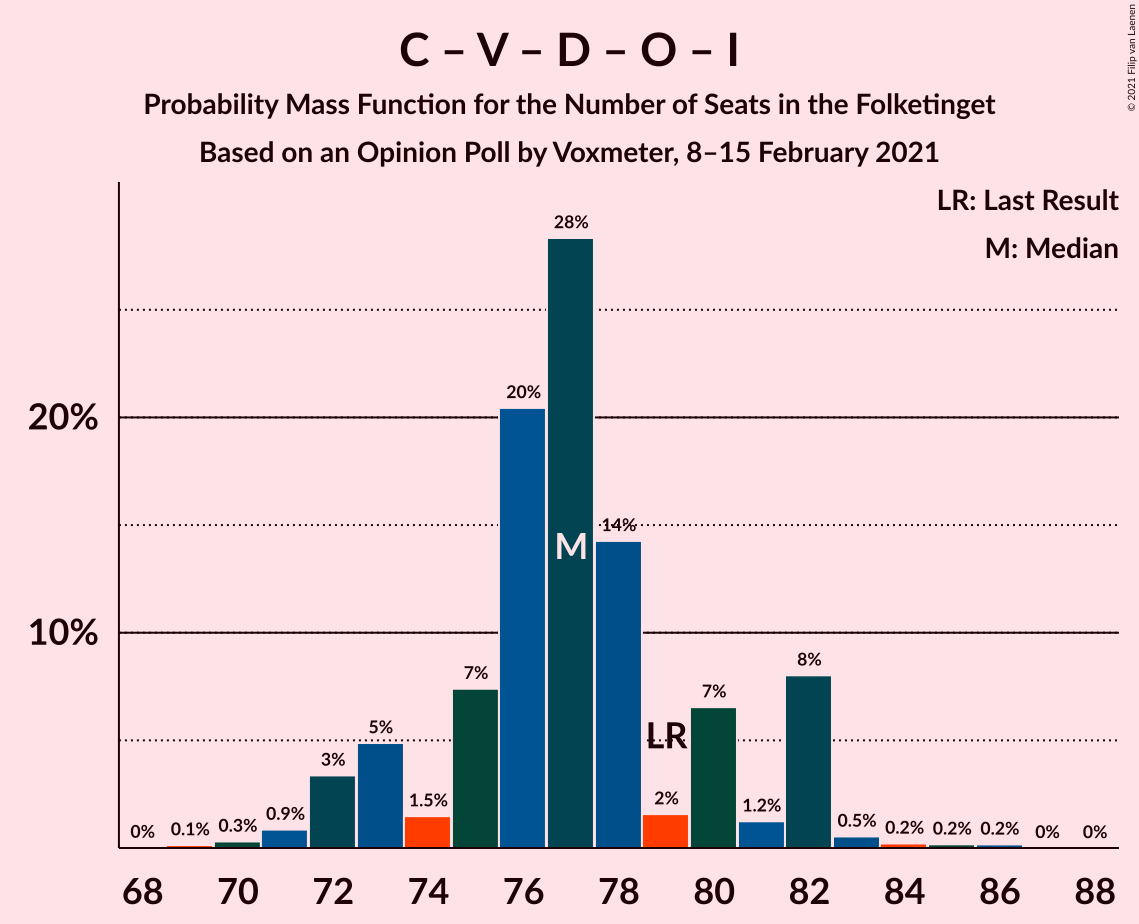 C – V – D – O – I
Probability Mass Function for the Number of Seats in the Folketinget
Based on an Opinion Poll by Voxmeter, 8–15 February 2021
© 2021 Filip van Laenen
LR: Last Result
M: Median
20%
10%
0%
0.1%
0.3%
0.9%
3%
5%
1.5%
7%
20%
28%
14%
2%
7%
1.2%
8%
0.5%
0.2%
0.2%
0.2%
0%
0%
M
LR
68 70 72 74 76 78 80 82 84 86 88